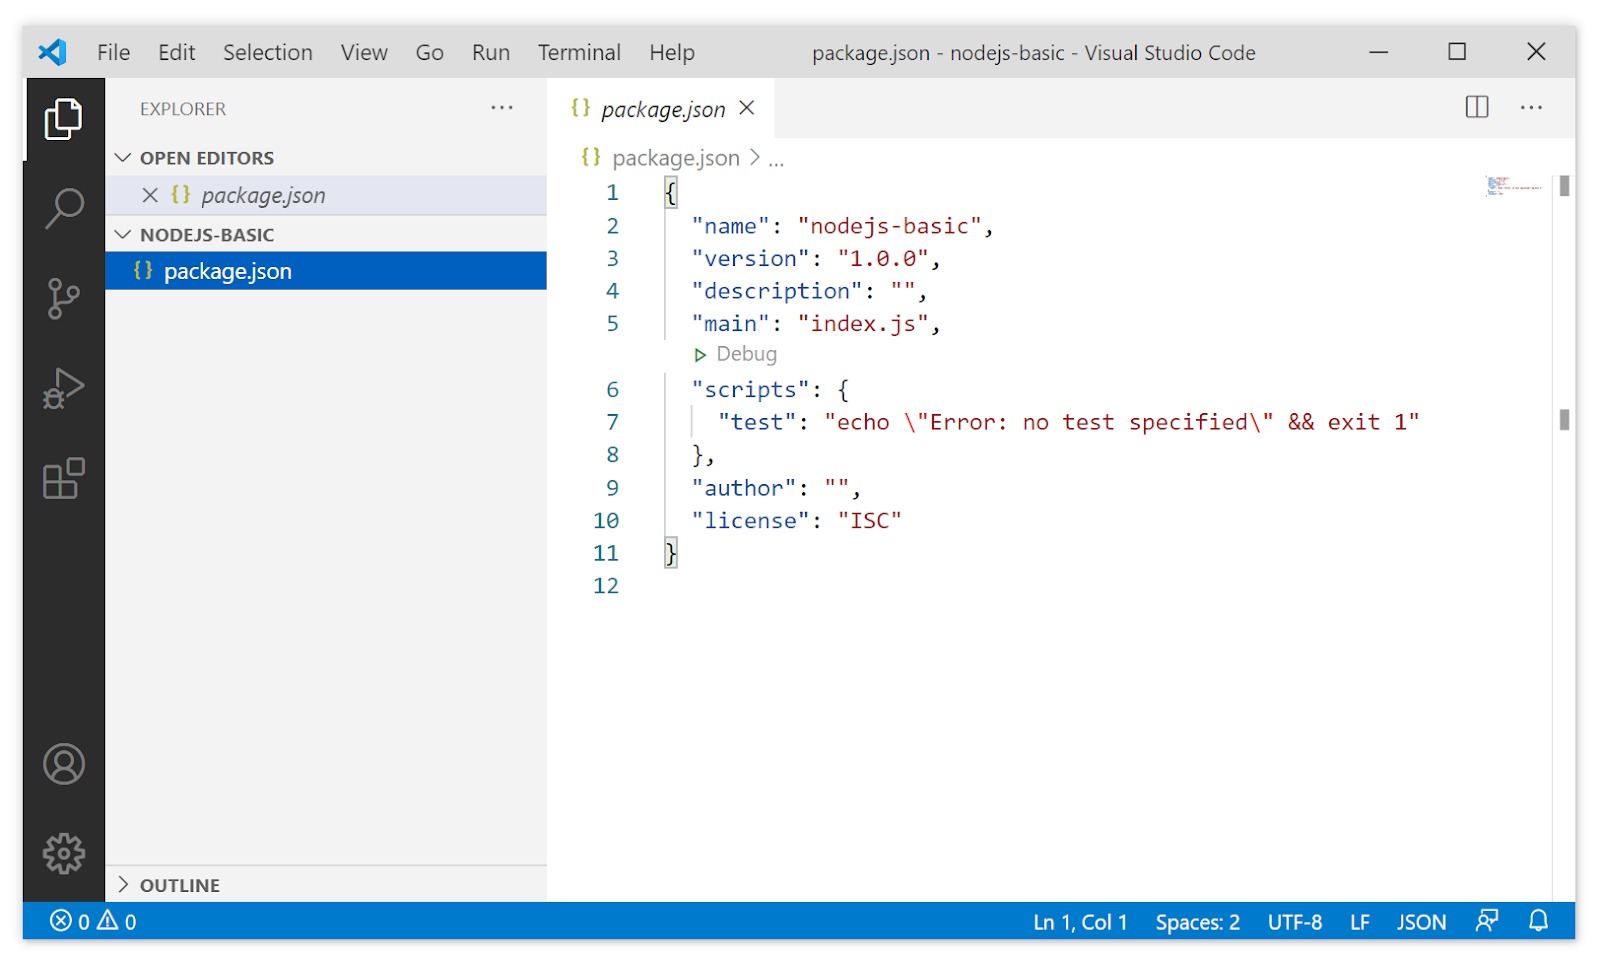 File Edit Selection View Go Run Terminal Help package.json - nodejs-basic - Visual Studio Code
EXPLORER ...
OPEN EDITORS
{} package.json
NODEJS-BASIC
{} package.json
OUTLINE
{} package.json
{} package.json > ...
1 {
2 "name": "nodejs-basic",
3 "version": "1.0.0",
4 "description": "",
5 "main": "index.js",
Debug
6 "scripts": {
7 "test": "echo \"Error: no test specified\" && exit 1"
8 },
9 "author": "",
10 "license": "ISC"
11 }
12
0 0 Ln 1, Col 1 Spaces: 2 UTF-8 LF JSON